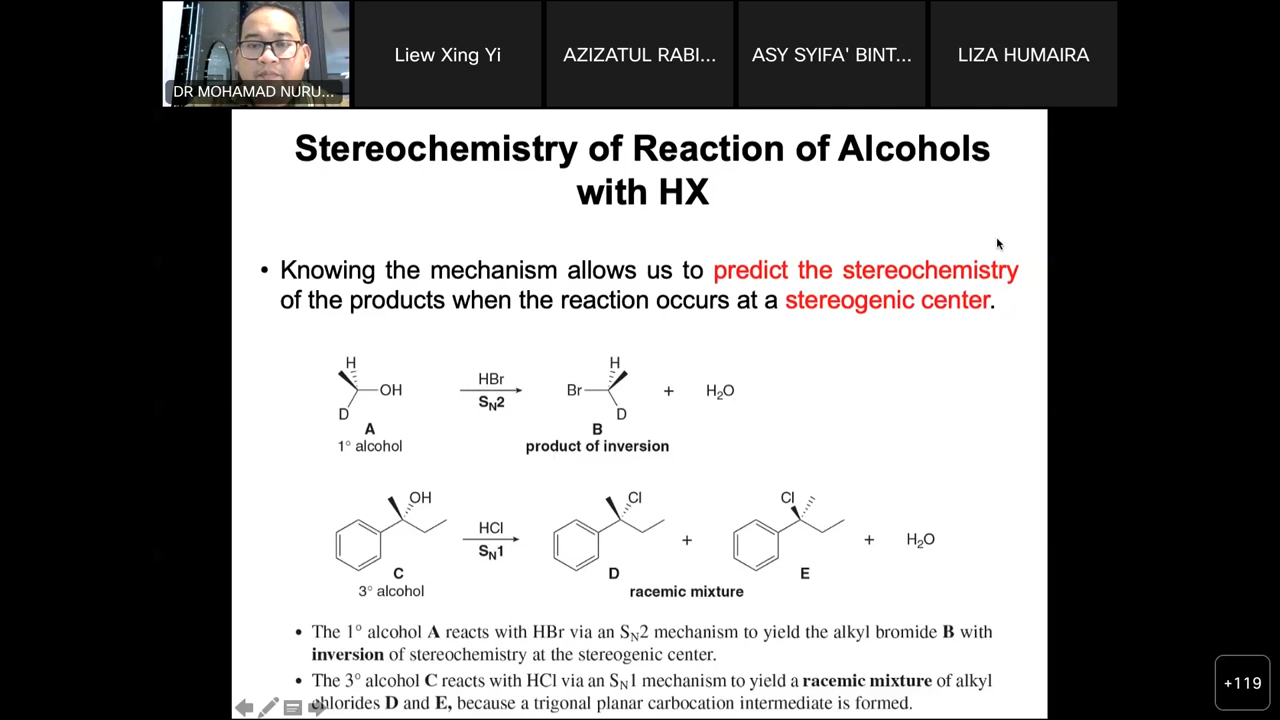 DR MOHAMAD NURU...
Liew Xing Yi
AZIZATUL RABI...
ASY SYIFA' BINT...
LIZA HUMAIRA
Stereochemistry of Reaction of Alcohols
with HX
• Knowing the mechanism allows us to predict the stereochemistry
of the products when the reaction occurs at a stereogenic center.
H
OH
D
A
1° alcohol
HBr
SN2
H
Br
D
B
product of inversion
+
H2O
OH
C
3° alcohol
HCl
SN1
Cl
D
+
Cl
E
racemic mixture
+
H2O
• The 1° alcohol A reacts with HBr via an SN2 mechanism to yield the alkyl bromide B with
inversion of stereochemistry at the stereogenic center.
• The 3° alcohol C reacts with HCl via an SN1 mechanism to yield a racemic mixture of alkyl
chlorides D and E, because a trigonal planar carbocation intermediate is formed.
+119